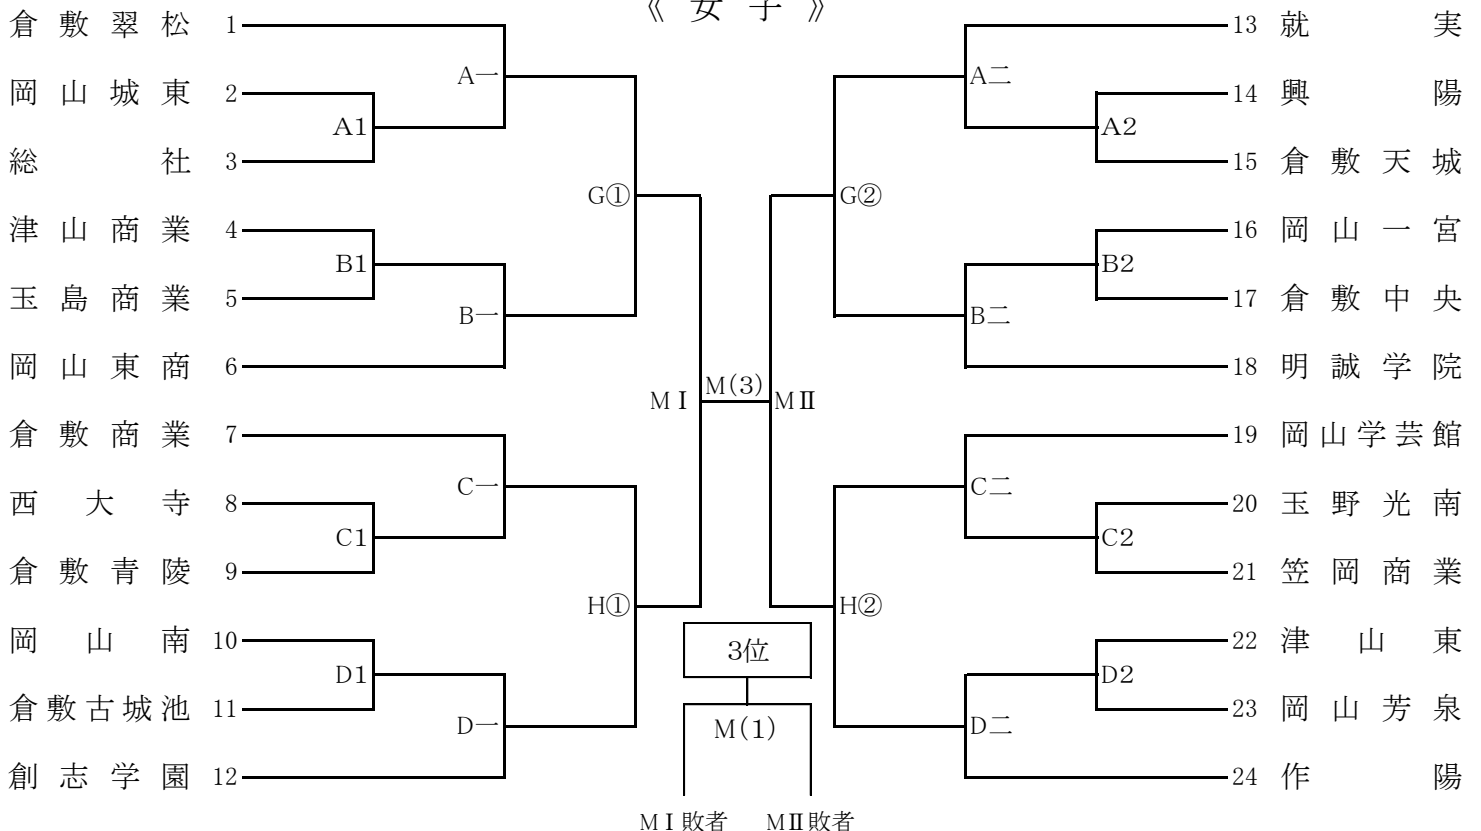 《女子》
倉敷翠松 1
A一
岡山城東 2
A1
総社 3
G①
津山商業 4
B1
玉島商業 5
B一
岡山東商 6
MⅠ
M(3)
倉敷商業 7
C一
西大寺 8
C1
倉敷青陵 9
H①
岡山南 10
D1
倉敷古城池 11
D一
創志学園 12
13 就実
A二
14 興陽
A2
15 倉敷天城
G②
16 岡山一宮
B2
17 倉敷中央
B二
18 明誠学院
MⅡ
19 岡山学芸館
C二
20 玉野光南
C2
21 笠岡商業
H②
22 津山東
D2
23 岡山芳泉
D二
24 作陽
3位
M(1)
MⅠ敗者 MⅡ敗者